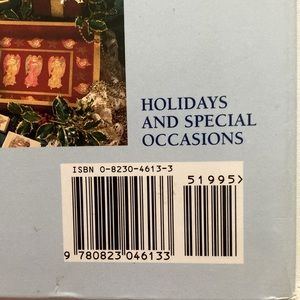 HOLIDAYS
AND SPECIAL
OCCASIONS
ISBN 0-8230-4613-3
51995>
9 780823 046133